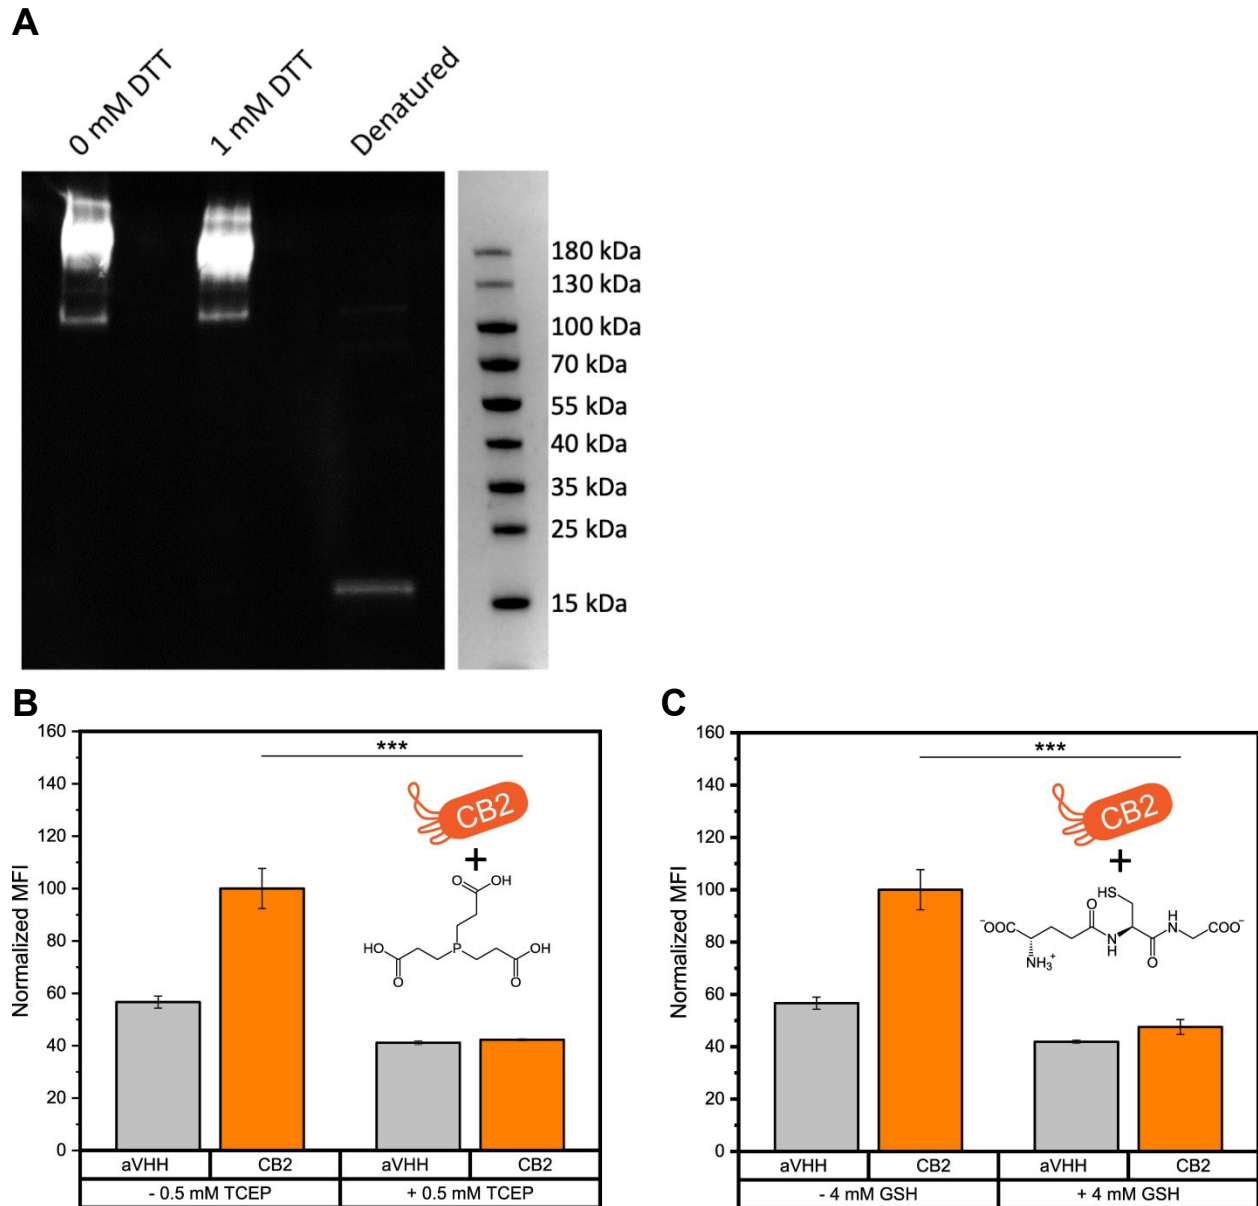 A
0 mM DTT
1 mM DTT
Denatured
180 kDa
130 kDa
100 kDa
70 kDa
55 kDa
40 kDa
35 kDa
25 kDa
15 kDa
B
Normalized MFI
160
140
120
100
80
60
40
20
0
***
CB2
+
O
OH
HO
P
OH
O
O
aVHH
CB2
aVHH
CB2
- 0.5 mM TCEP
+ 0.5 mM TCEP
C
Normalized MFI
160
140
120
100
80
60
40
20
0
***
CB2
+
HS
O
H
N
⁻OOC
COO⁻
N
H
NH₃⁺
O
aVHH
CB2
aVHH
CB2
- 4 mM GSH
+ 4 mM GSH